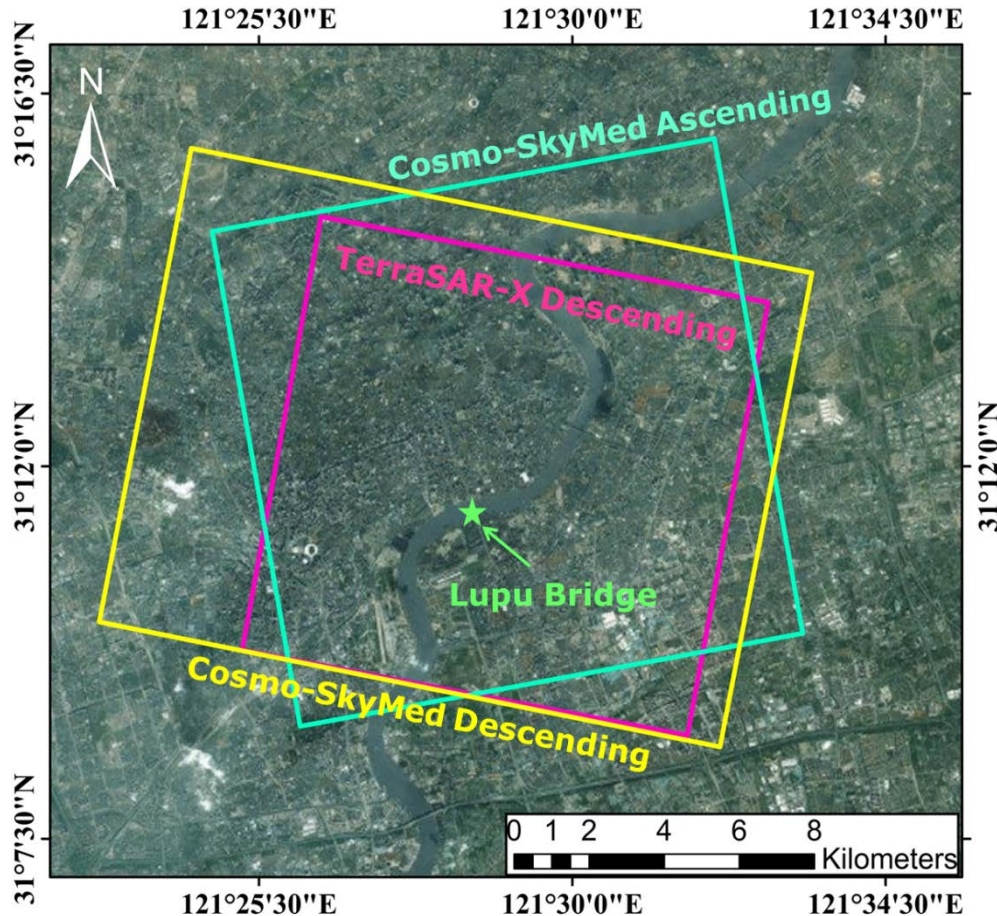 121°25'30"E 121°30'0"E 121°34'30"E
31°16'30"N
N
Cosmo-SkyMed Ascending
TerraSAR-X Descending
31°12'0"N
31°12'0"N
Lupu Bridge
Cosmo-SkyMed Descending
31°7'30"N
0 1 2 4 6 8
Kilometers
121°25'30"E 121°30'0"E 121°34'30"E